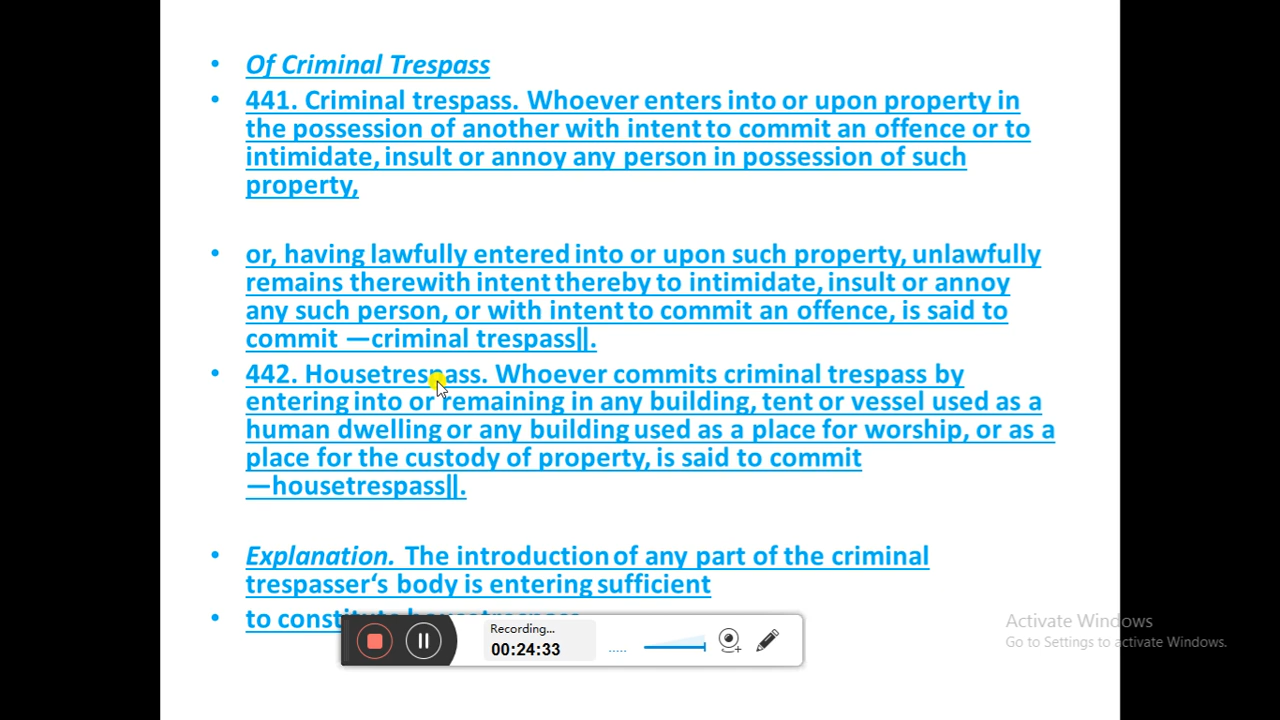 • Of Criminal Trespass
• 441. Criminal trespass. Whoever enters into or upon property in
the possession of another with intent to commit an offence or to
intimidate, insult or annoy any person in possession of such
property,
• or, having lawfully entered into or upon such property, unlawfully
remains therewith intent thereby to intimidate, insult or annoy
any such person, or with intent to commit an offence, is said to
commit ―criminal trespass‖.
• 442. Housetrespass. Whoever commits criminal trespass by
entering into or remaining in any building, tent or vessel used as a
human dwelling or any building used as a place for worship, or as a
place for the custody of property, is said to commit
―housetrespass‖.
• Explanation. The introduction of any part of the criminal
trespasser‘s body is entering sufficient
• to
Recording...
00:24:33
Activate Windows
Go to Settings to activate Windows.